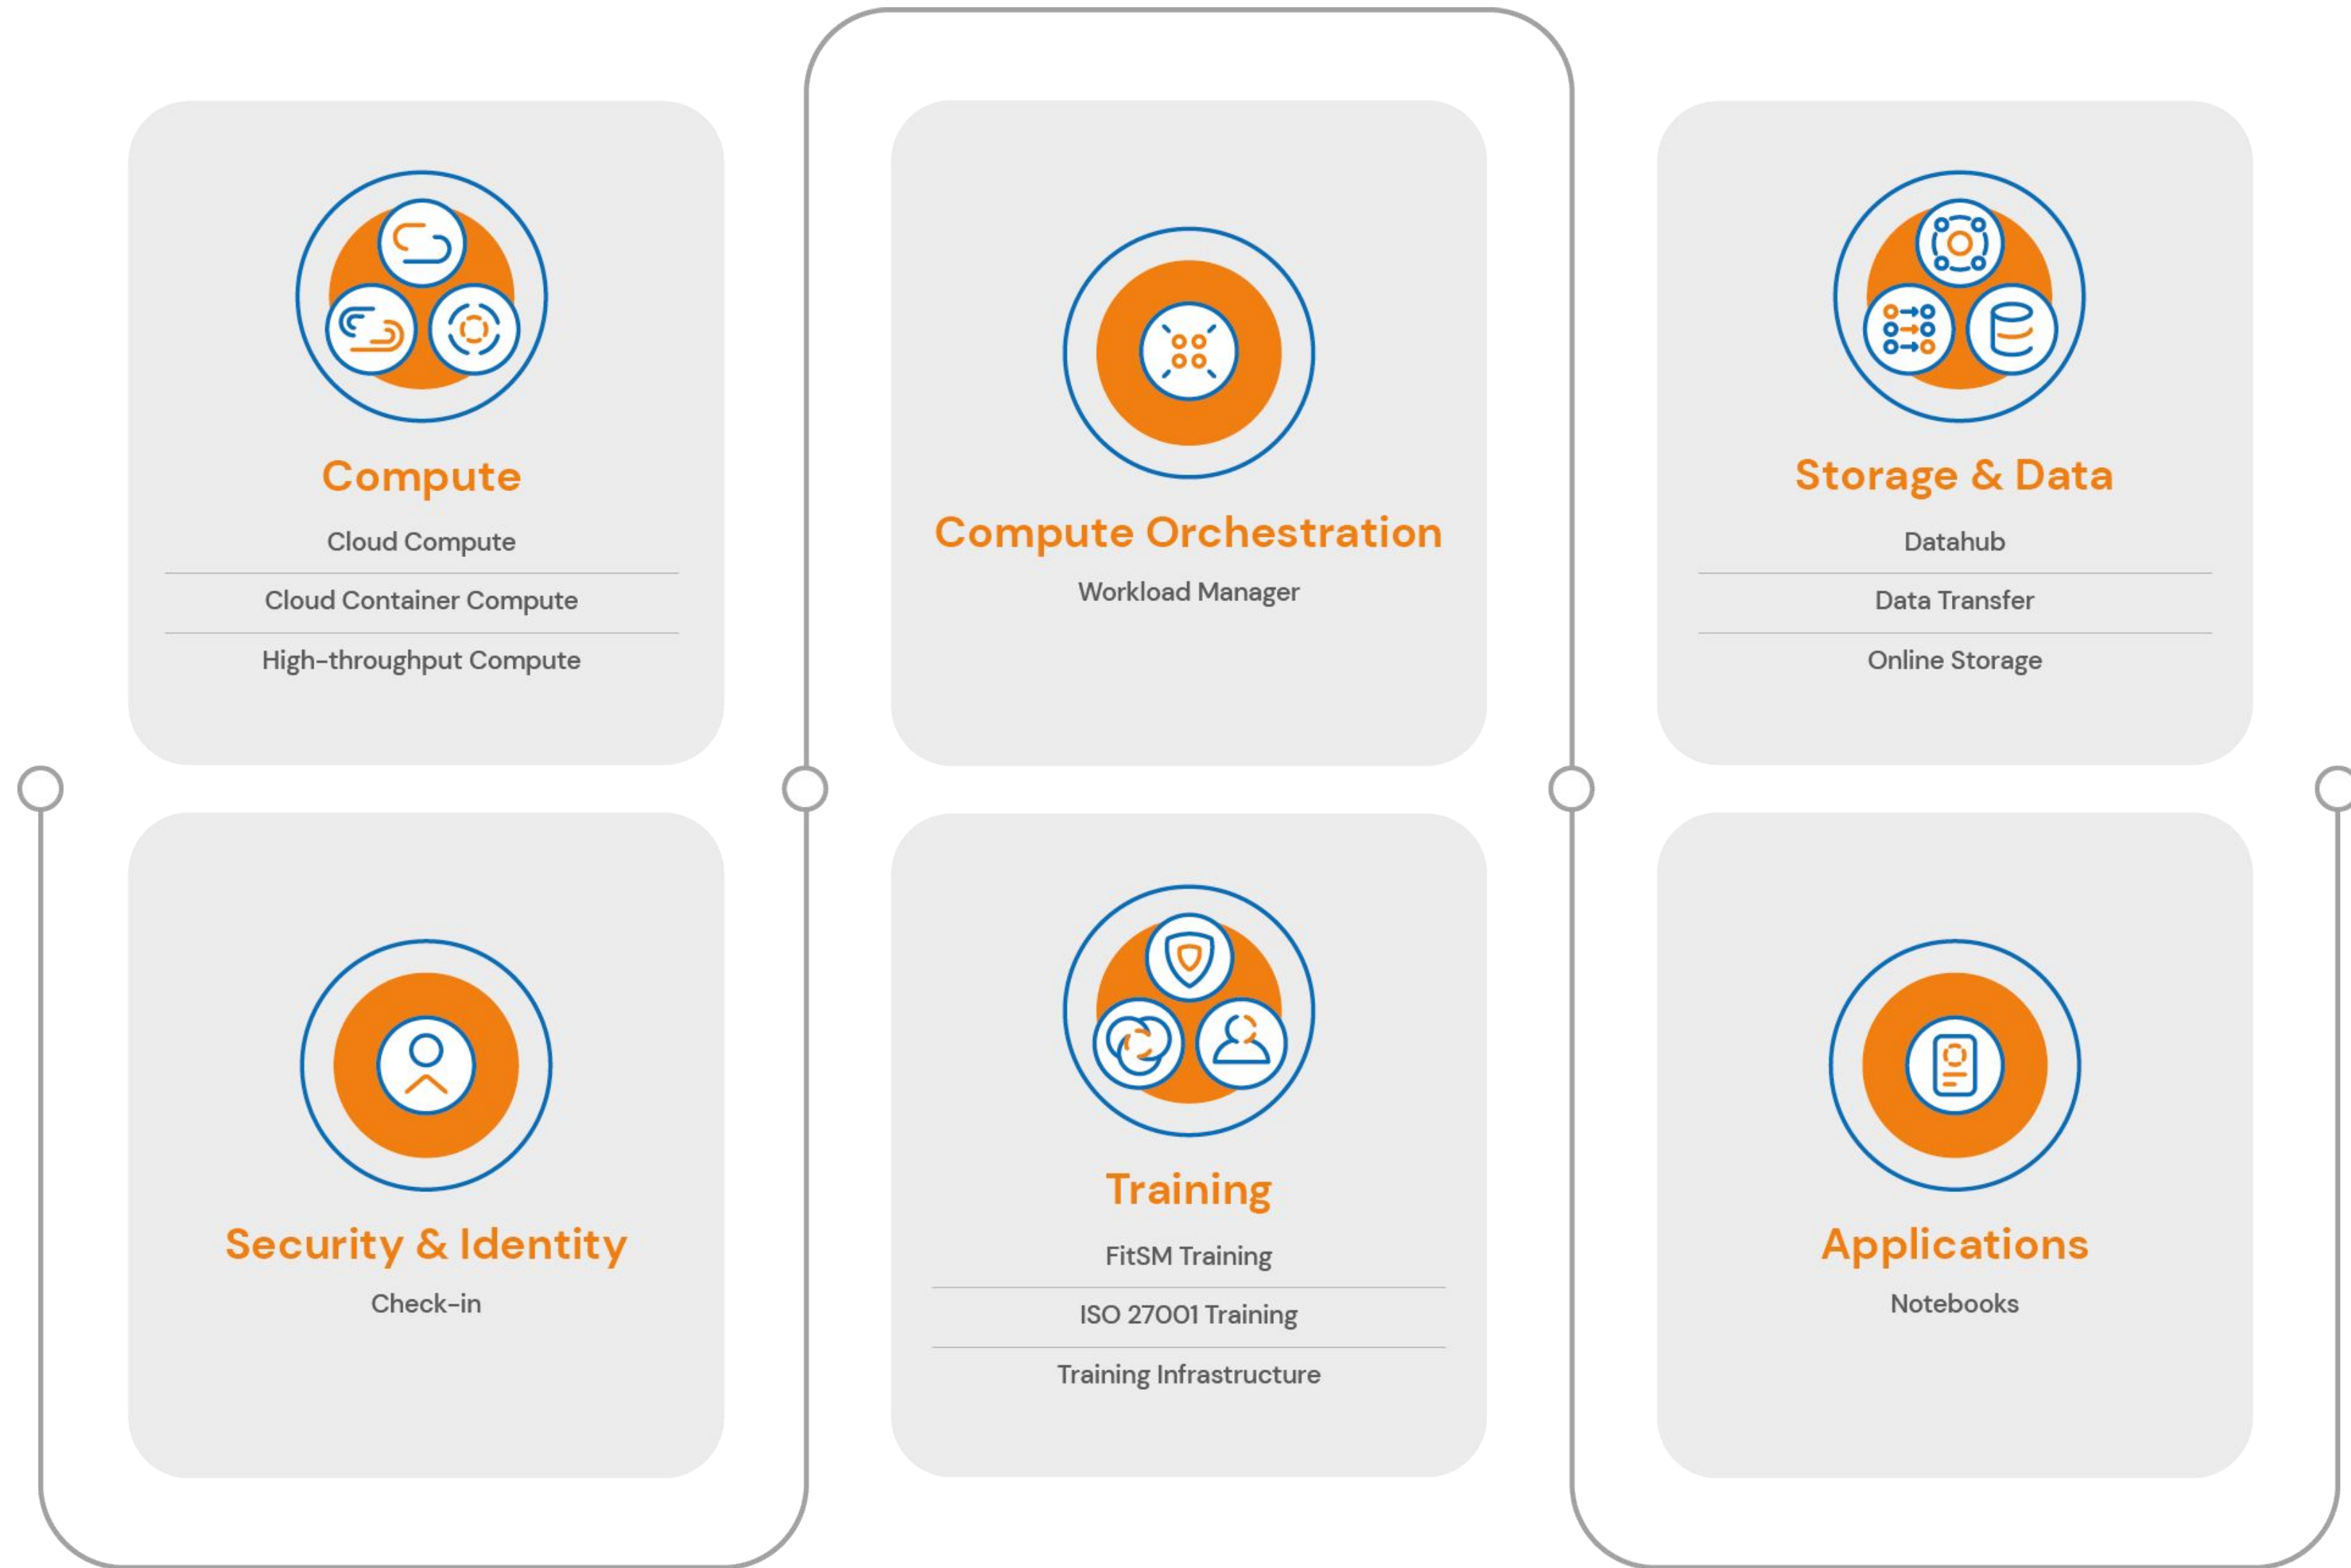 Compute
Cloud Compute
Cloud Container Compute
High-throughput Compute
Compute Orchestration
Workload Manager
Storage & Data
Datahub
Data Transfer
Online Storage
Security & Identity
Check-in
Training
FitSM Training
ISO 27001 Training
Training Infrastructure
Applications
Notebooks